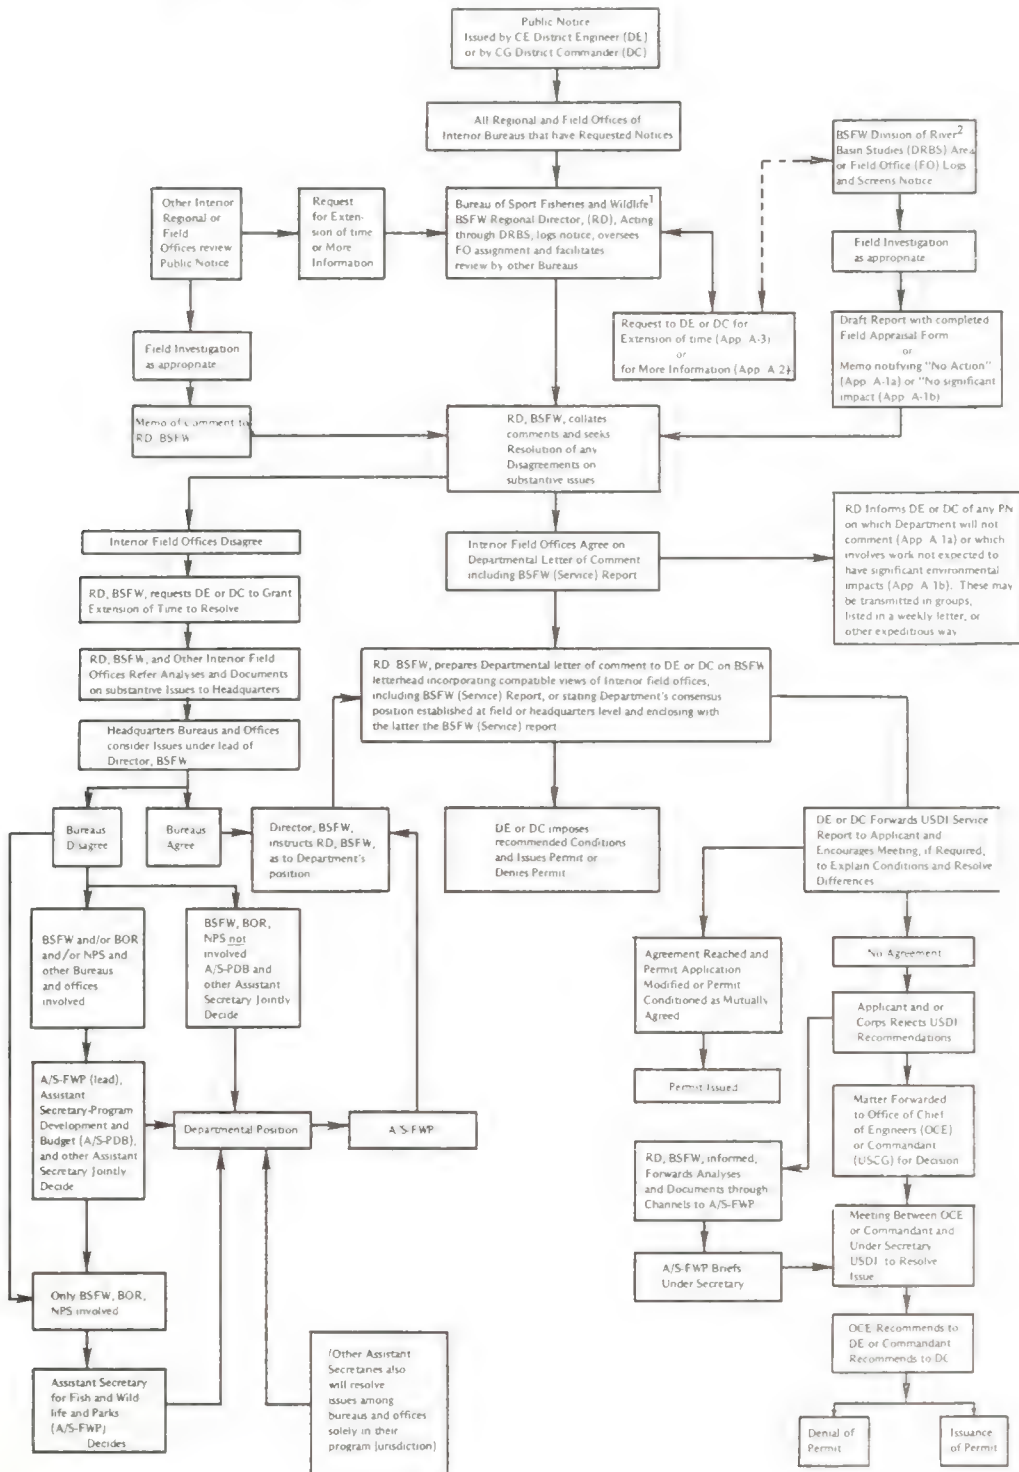 Public Notice
Issued by CE District Engineer (DE)
or by CG District Commander (DC)
All Regional and Field Offices of
Interior Bureaus that have Requested Notices
BSFW Division of River2
Basin Studies (DRBS) Area
or Field Office (FO) Logs
and Screens Notice
Other Interior
Regional or
Field
Offices review
Public Notice
Request
for Exten-
sion of time
or More
Information
Bureau of Sport Fisheries and Wildlife1
BSFW Regional Director, (RD), Acting
through DRBS, logs notice, oversees
FO assignment and facilitates
review by other Bureaus
Field Investigation
as appropriate
Request to DE or DC for
Extension of time (App. A-3)
or
for More Information (App. A 2)
Draft Report with completed
Field Appraisal Form
or
Memo notifying "No Action"
(App. A-1a) or "No significant
impact (App. A-1b)
Field Investigation
as appropriate
Memo of Comment to
RD BSFW
RD, BSFW, collates
comments and seeks
Resolution of any
Disagreements on
substantive issues
Interior Field Offices Disagree
Interior Field Offices Agree on
Departmental Letter of Comment
including BSFW (Service) Report
RD Informs DE or DC of any PN
on which Department will not
comment (App. A 1a) or which
involves work not expected to
have significant environmental
impacts (App. A 1b). These may
be transmitted in groups,
listed in a weekly letter, or
other expeditious way
RD, BSFW, requests DE or DC to Grant
Extension of Time to Resolve
RD, BSFW, and Other Interior Field
Offices Refer Analyses and Documents
on substantive Issues to Headquarters
RD BSFW, prepares Departmental letter of comment to DE or DC on BSFW
letterhead incorporating compatible views of Interior field offices,
including BSFW (Service) Report, or stating Department's consensus
position established at field or headquarters level and enclosing with
the latter the BSFW (Service) report
Headquarters Bureaus and Offices
consider Issues under lead of
Director, BSFW
Bureaus
Disagree
Bureaus
Agree
Director, BSFW,
instructs RD, BSFW,
as to Department's
position
DE or DC imposes
recommended Conditions
and Issues Permit or
Denies Permit
DE or DC Forwards USDI Service
Report to Applicant and
Encourages Meeting, if Required,
to Explain Conditions and Resolve
Differences
BSFW and/or BOR
and/or NPS and
other Bureaus
and offices
involved
BSFW, BOR,
NPS not
involved
A/S-PDB and
other Assistant
Secretary Jointly
Decide
Agreement Reached and
Permit Application
Modified or Permit
Conditioned as Mutually
Agreed
No Agreement
Applicant and or
Corps Rejects USDI
Recommendations
Permit Issued
A/S-FWP (lead),
Assistant
Secretary-Program
Development and
Budget (A/S-PDB),
and other Assistant
Secretary Jointly
Decide
Departmental Position
A/S-FWP
Matter Forwarded
to Office of Chief
of Engineers (OCE)
or Commandant
(USCG) for Decision
RD, BSFW, informed,
Forwards Analyses
and Documents through
Channels to A/S-FWP
Meeting Between OCE
or Commandant and
Under Secretary
USDI to Resolve
Issue
A/S-FWP Briefs
Under Secretary
Only BSFW, BOR,
NPS involved
OCE Recommends to
DE or Commandant
Recommends to DC
Assistant Secretary
for Fish and Wild
life and Parks
(A/S-FWP)
Decides
(Other Assistant
Secretaries also
will resolve
issues among
bureaus and offices
solely in their
program jurisdiction)
Denial of
Permit
Issuance
of Permit